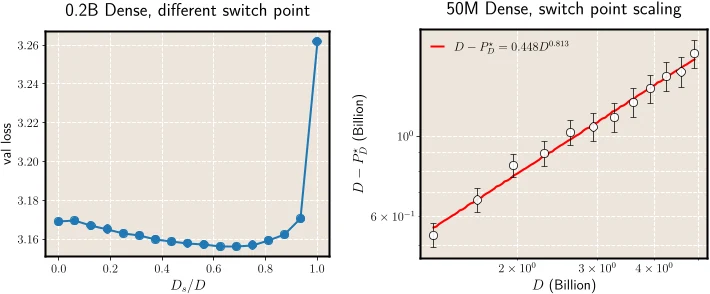 0.2B Dense, different switch point
3.26
3.24
3.22
3.20
3.18
3.16
val loss
0.0 0.2 0.4 0.6 0.8 1.0
D_s/D
50M Dense, switch point scaling
D − P_D^⋆ = 0.448D^0.813
10^0
6 × 10^−1
D − P_D^⋆ (Billion)
2 × 10^0 3 × 10^0 4 × 10^0
D (Billion)